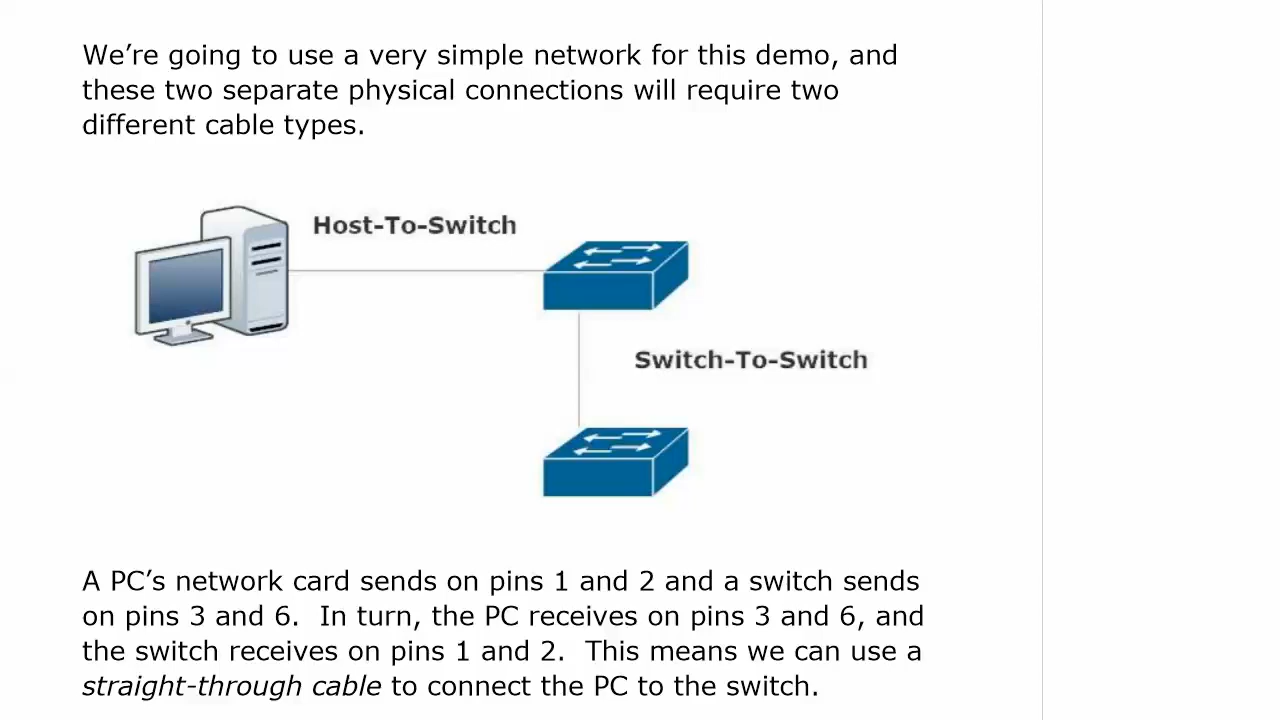 We’re going to use a very simple network for this demo, and
these two separate physical connections will require two
different cable types.
Host-To-Switch
Switch-To-Switch
A PC’s network card sends on pins 1 and 2 and a switch sends
on pins 3 and 6.  In turn, the PC receives on pins 3 and 6, and
the switch receives on pins 1 and 2.  This means we can use a
straight-through cable to connect the PC to the switch.